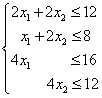 2x₁+2x₂ ≤12
x₁+2x₂ ≤8
4x₁ ≤16
4x₂ ≤12